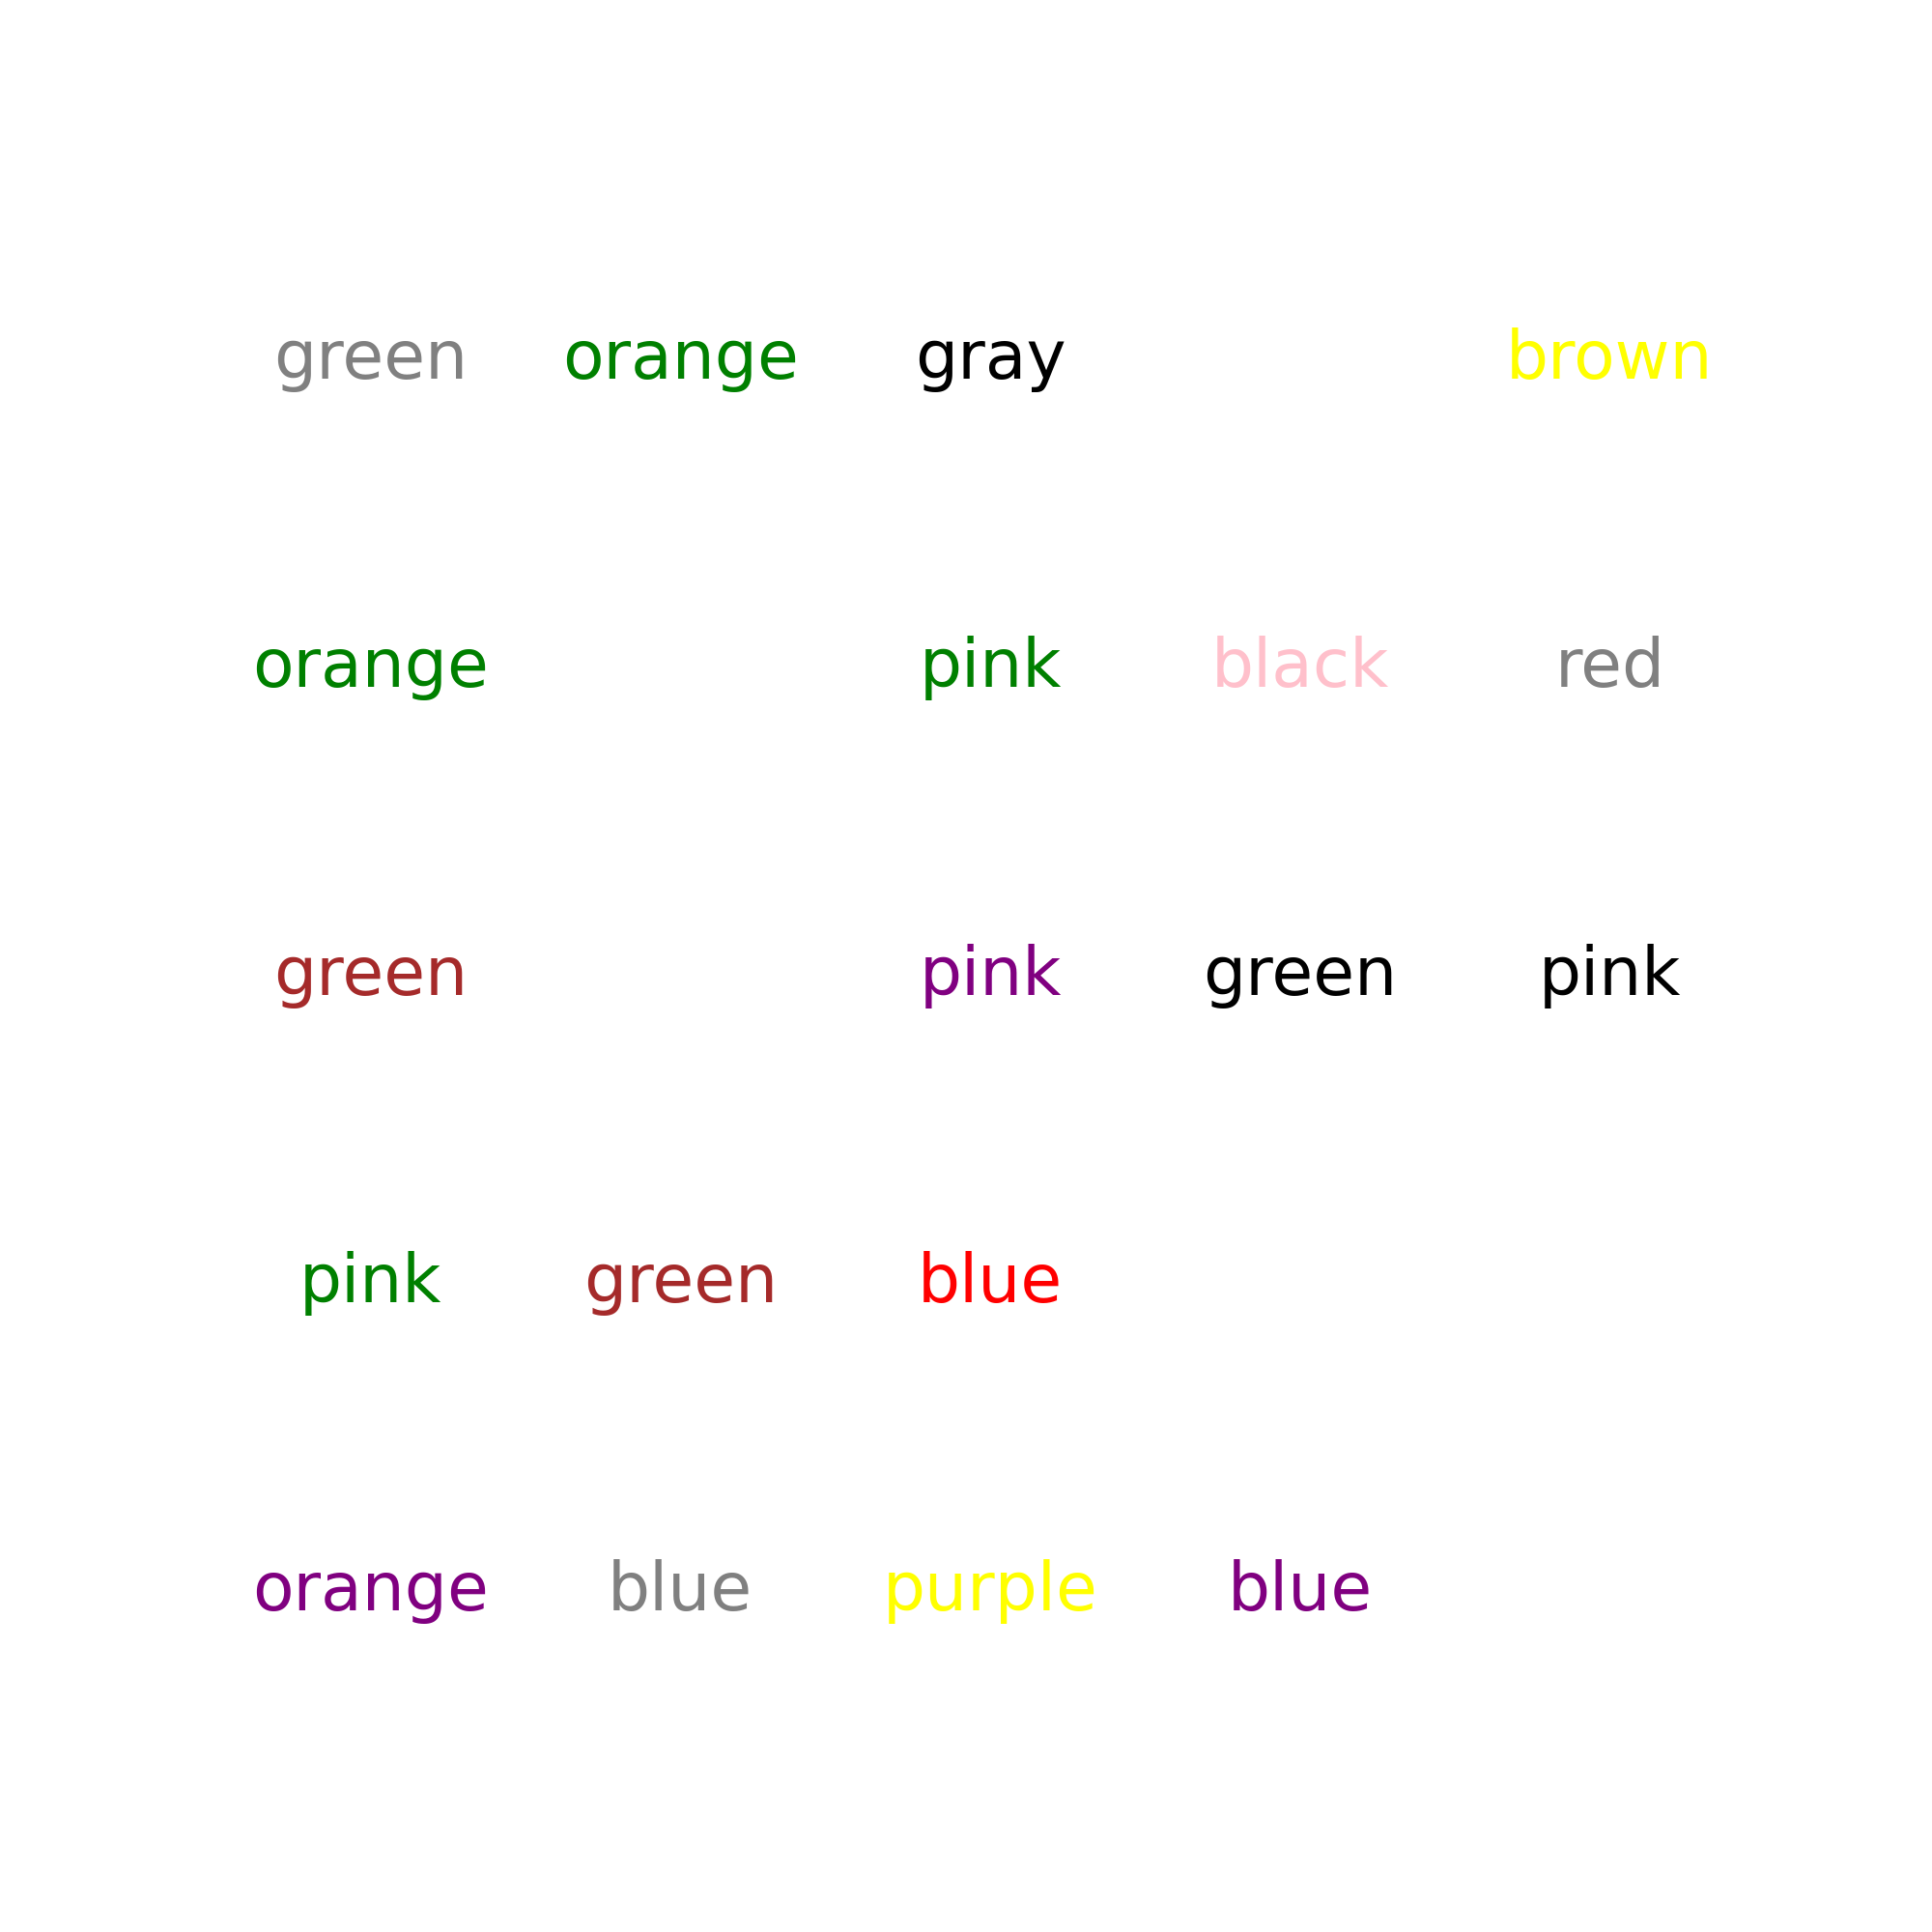 green orange gray brown
orange pink black red
green pink green pink
pink green blue
orange blue purple blue